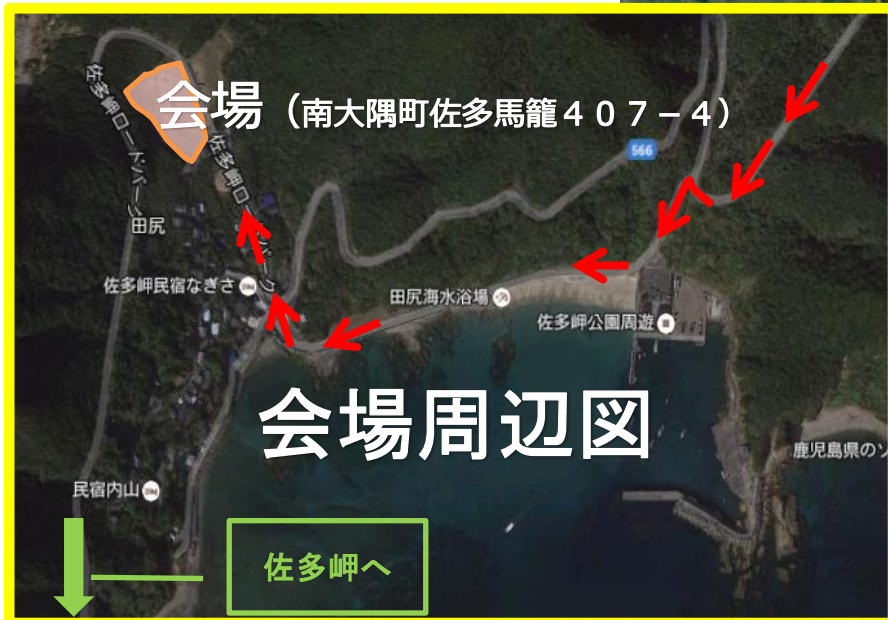 会場（南大隅町佐多馬籠４０７－４）
566
佐多岬ロードパーク
佐多岬ロードパーク
田尻
佐多岬民宿なぎさ
田尻海水浴場
佐多岬公園周遊
会場周辺図
鹿児島県のソ
民宿内山
佐多岬へ